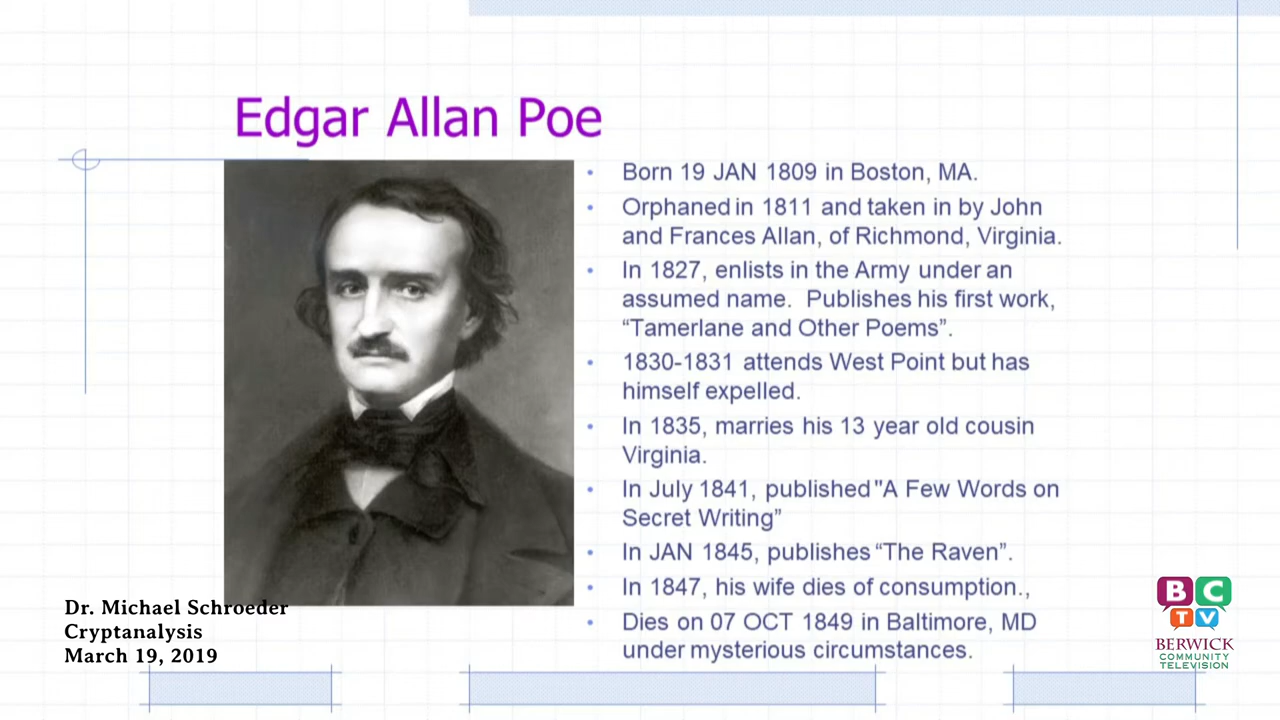 Edgar Allan Poe
• Born 19 JAN 1809 in Boston, MA.
• Orphaned in 1811 and taken in by John
and Frances Allan, of Richmond, Virginia.
• In 1827, enlists in the Army under an
assumed name. Publishes his first work,
“Tamerlane and Other Poems”.
• 1830-1831 attends West Point but has
himself expelled.
• In 1835, marries his 13 year old cousin
Virginia.
• In July 1841, published "A Few Words on
Secret Writing”
• In JAN 1845, publishes “The Raven”.
• In 1847, his wife dies of consumption.,
• Dies on 07 OCT 1849 in Baltimore, MD
under mysterious circumstances.
Dr. Michael Schroeder
Cryptanalysis
March 19, 2019
BC
TV
BERWICK
COMMUNITY
TELEVISION